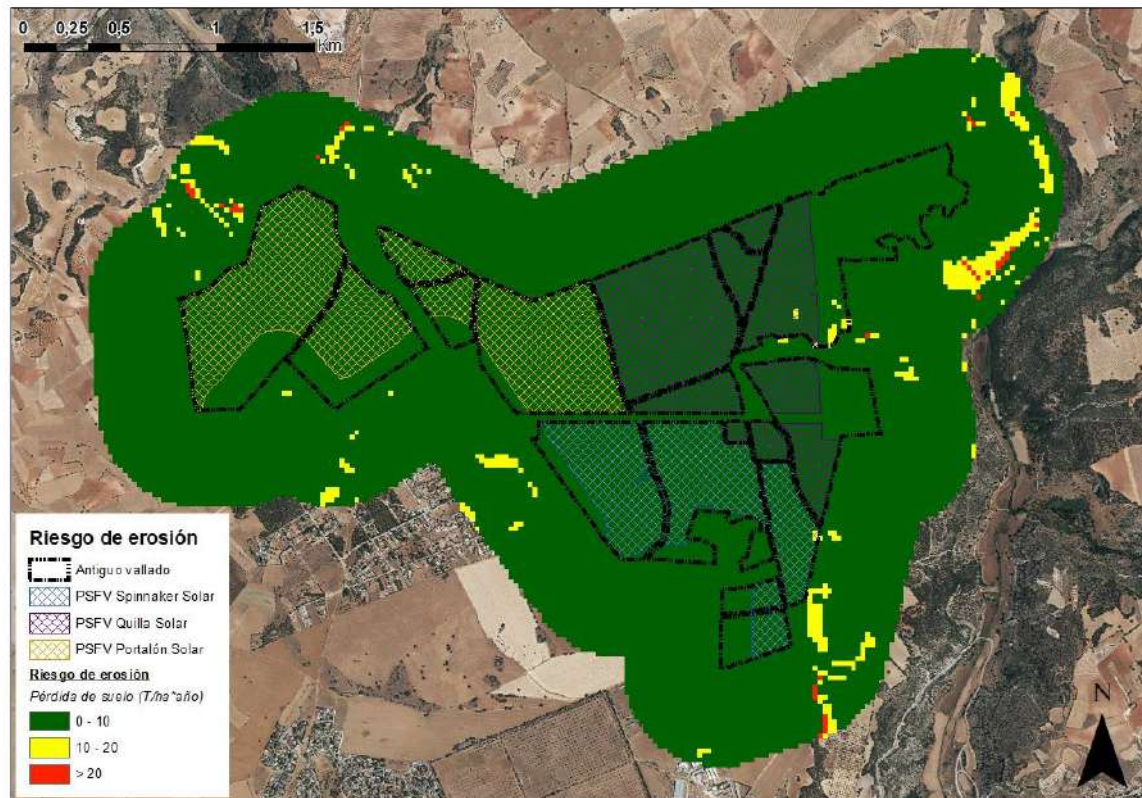 0 0,25 0,5 1 1,5
Km
Riesgo de erosión
Antiguo vallado
PSFV Spinnaker Solar
PSFV Quilla Solar
PSFV Portalón Solar
Riesgo de erosión
Pérdida de suelo (T/ha*año)
0 - 10
10 - 20
> 20
N